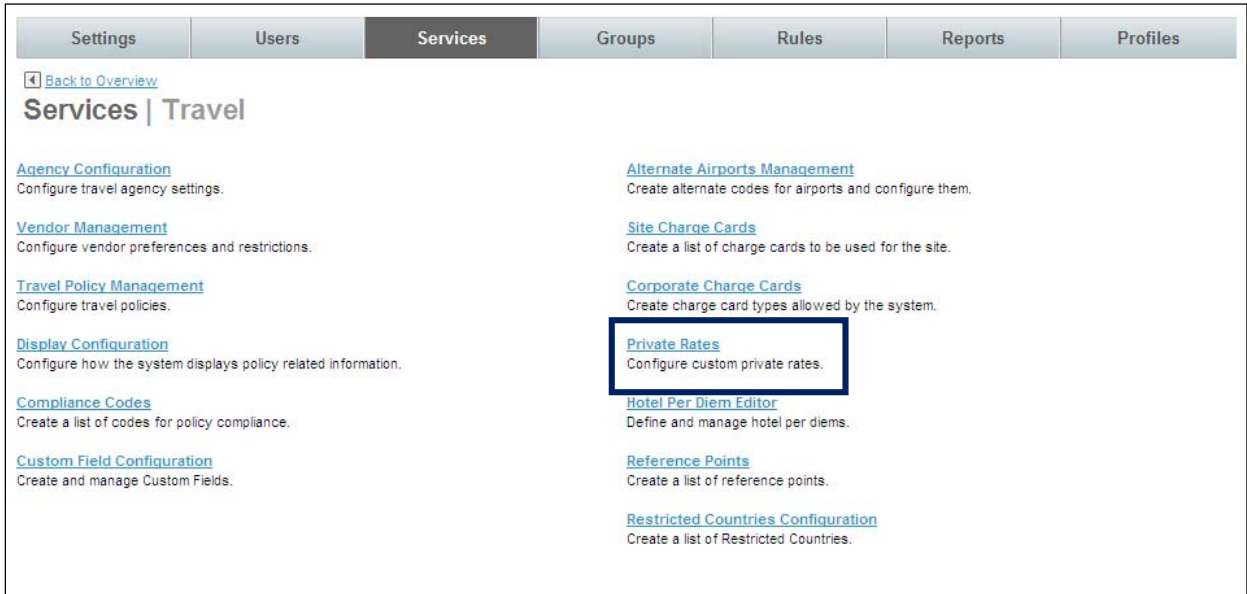 Settings Users Services Groups Rules Reports Profiles
Back to Overview
Services | Travel
Agency Configuration
Configure travel agency settings.
Vendor Management
Configure vendor preferences and restrictions.
Travel Policy Management
Configure travel policies.
Display Configuration
Configure how the system displays policy related information.
Compliance Codes
Create a list of codes for policy compliance.
Custom Field Configuration
Create and manage Custom Fields.
Alternate Airports Management
Create alternate codes for airports and configure them.
Site Charge Cards
Create a list of charge cards to be used for the site.
Corporate Charge Cards
Create charge card types allowed by the system.
Private Rates
Configure custom private rates.
Hotel Per Diem Editor
Define and manage hotel per diems.
Reference Points
Create a list of reference points.
Restricted Countries Configuration
Create a list of Restricted Countries.